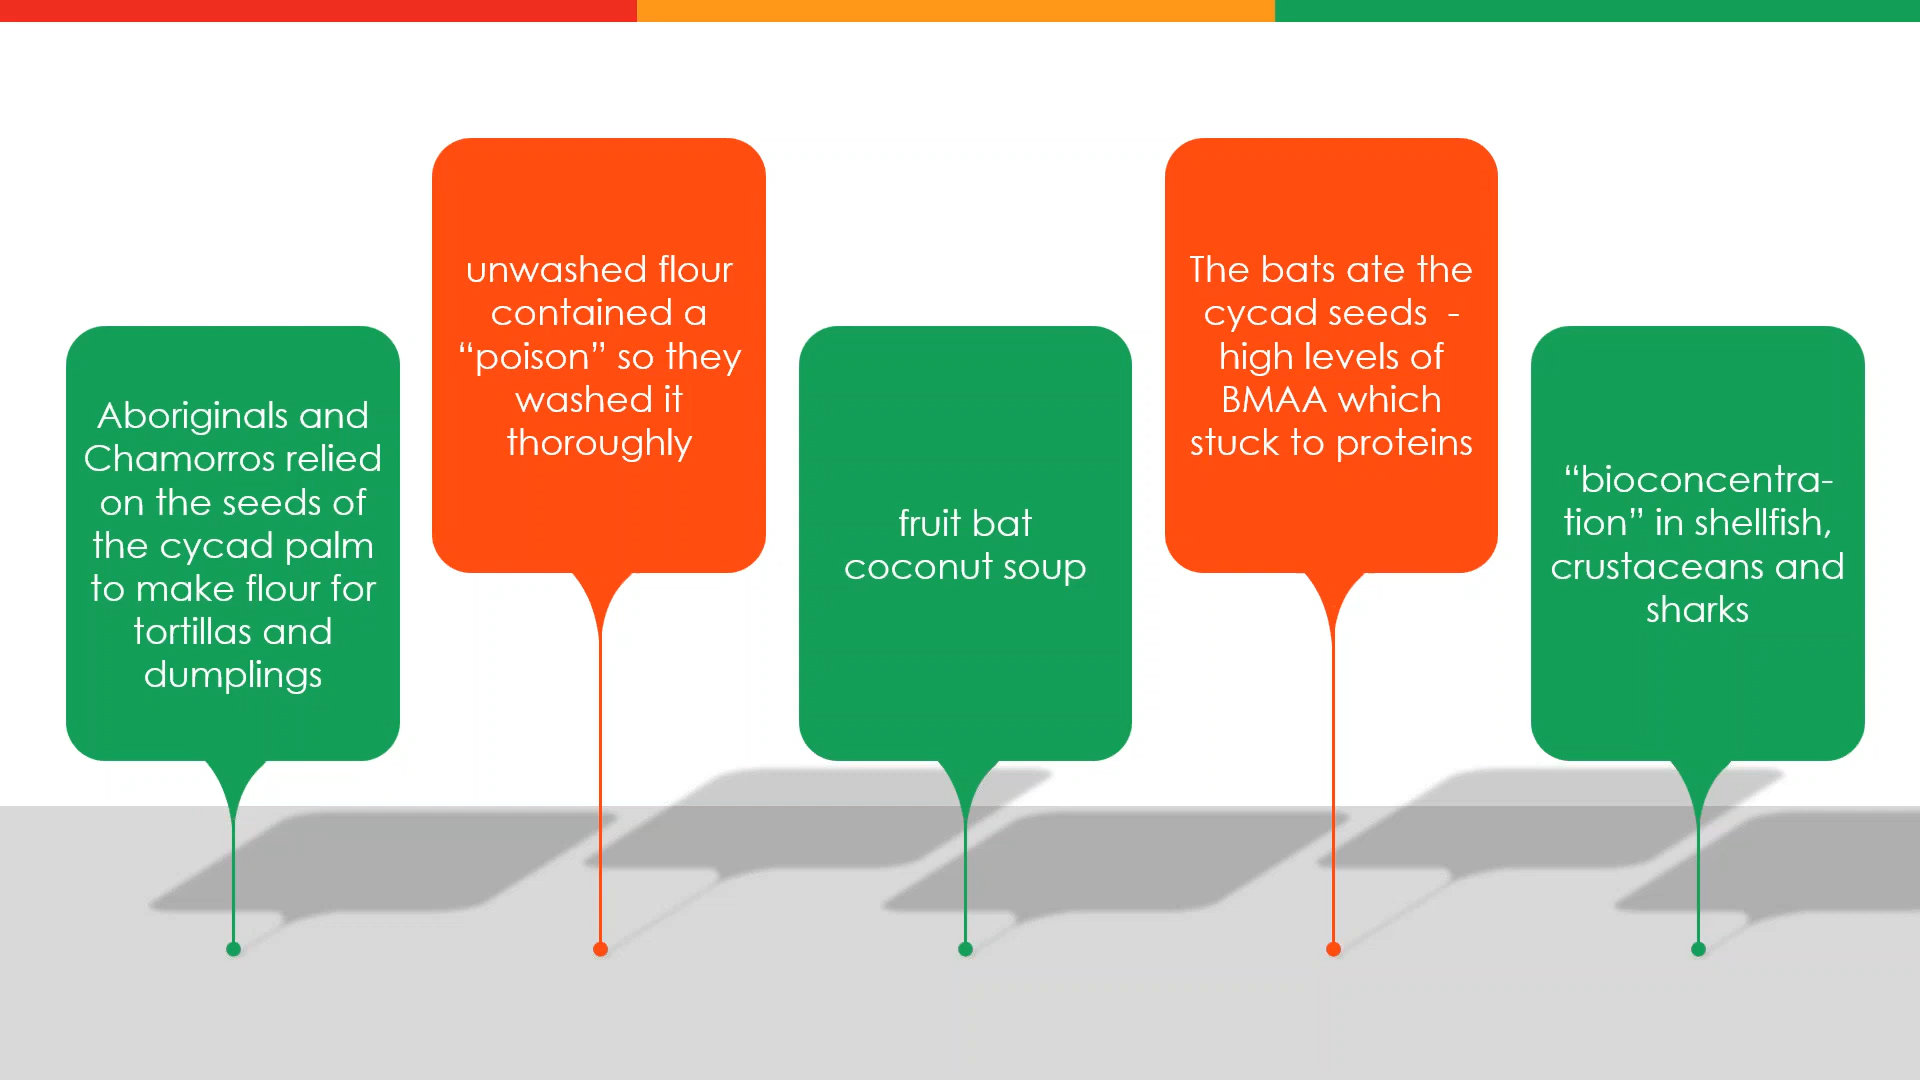 Aboriginals and
Chamorros relied
on the seeds of
the cycad palm
to make flour for
tortillas and
dumplings
unwashed flour
contained a
“poison” so they
washed it
thoroughly
fruit bat
coconut soup
The bats ate the
cycad seeds  -
high levels of
BMAA which
stuck to proteins
“bioconcentra-
tion” in shellfish,
crustaceans and
sharks